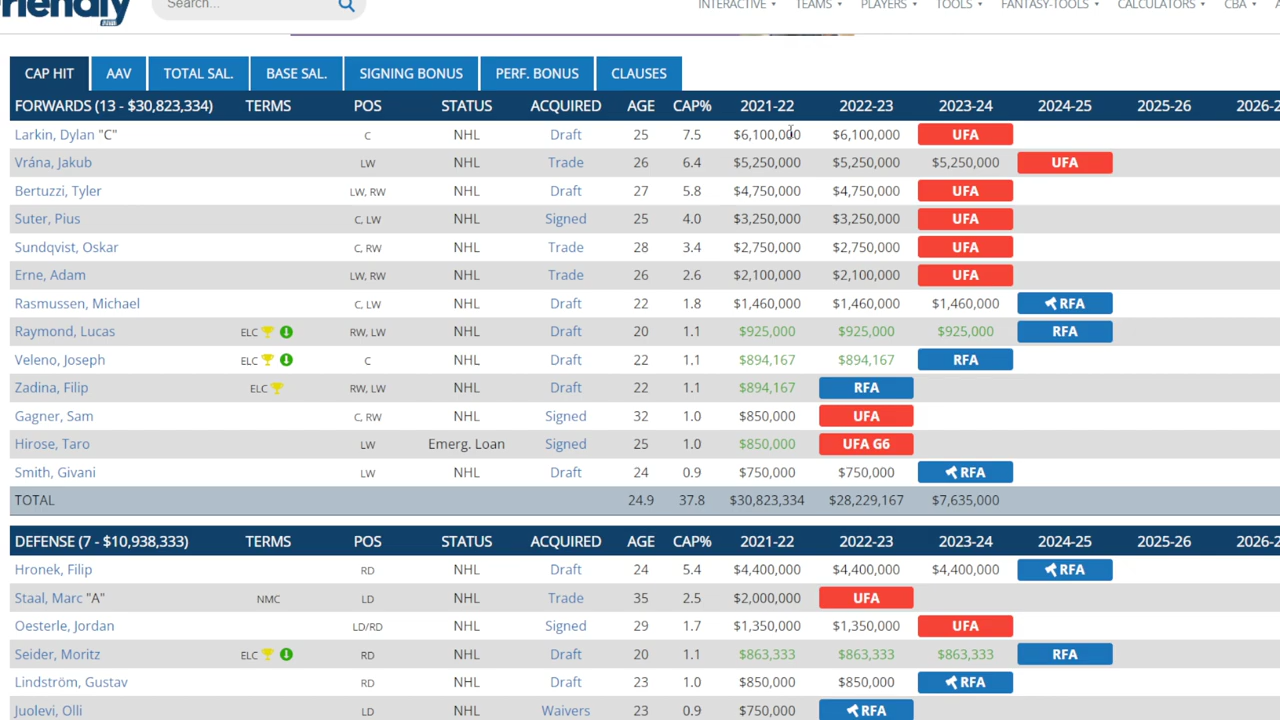 riendly
Search...
INTERACTIVE TEAMS PLAYERS TOOLS FANTASY-TOOLS CALCULATORS CBA
CAP HIT AAV TOTAL SAL. BASE SAL. SIGNING BONUS PERF. BONUS CLAUSES
FORWARDS (13 - $30,823,334) TERMS POS STATUS ACQUIRED AGE CAP% 2021-22 2022-23 2023-24 2024-25 2025-26 2026-2
Larkin, Dylan "C" C NHL Draft 25 7.5 $6,100,000 $6,100,000 UFA
Vrána, Jakub LW NHL Trade 26 6.4 $5,250,000 $5,250,000 $5,250,000 UFA
Bertuzzi, Tyler LW, RW NHL Draft 27 5.8 $4,750,000 $4,750,000 UFA
Suter, Pius C, LW NHL Signed 25 4.0 $3,250,000 $3,250,000 UFA
Sundqvist, Oskar C, RW NHL Trade 28 3.4 $2,750,000 $2,750,000 UFA
Erne, Adam LW, RW NHL Trade 26 2.6 $2,100,000 $2,100,000 UFA
Rasmussen, Michael C, LW NHL Draft 22 1.8 $1,460,000 $1,460,000 $1,460,000 RFA
Raymond, Lucas ELC RW, LW NHL Draft 20 1.1 $925,000 $925,000 $925,000 RFA
Veleno, Joseph ELC C NHL Draft 22 1.1 $894,167 $894,167 RFA
Zadina, Filip ELC RW, LW NHL Draft 22 1.1 $894,167 RFA
Gagner, Sam C, RW NHL Signed 32 1.0 $850,000 UFA
Hirose, Taro LW Emerg. Loan Signed 25 1.0 $850,000 UFA G6
Smith, Givani LW NHL Draft 24 0.9 $750,000 $750,000 RFA
TOTAL 24.9 37.8 $30,823,334 $28,229,167 $7,635,000
DEFENSE (7 - $10,938,333) TERMS POS STATUS ACQUIRED AGE CAP% 2021-22 2022-23 2023-24 2024-25 2025-26 2026-2
Hronek, Filip RD NHL Draft 24 5.4 $4,400,000 $4,400,000 $4,400,000 RFA
Staal, Marc "A" NMC LD NHL Trade 35 2.5 $2,000,000 UFA
Oesterle, Jordan LD/RD NHL Signed 29 1.7 $1,350,000 $1,350,000 UFA
Seider, Moritz ELC RD NHL Draft 20 1.1 $863,333 $863,333 $863,333 RFA
Lindström, Gustav RD NHL Draft 23 1.0 $850,000 $850,000 RFA
Juolevi, Olli LD NHL Waivers 23 0.9 $750,000 RFA